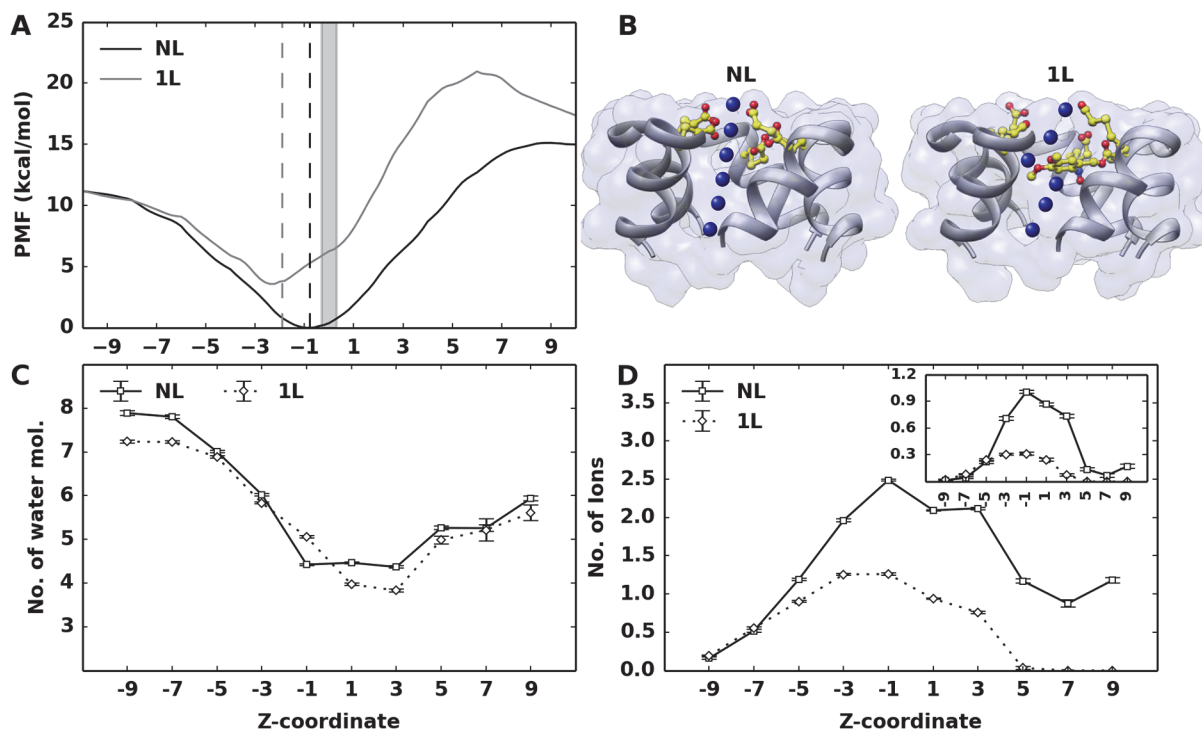 A
25
20
15
10
5
0
PMF (kcal/mol)
NL
1L
−9 −7 −5 −3 −1 1 3 5 7 9
B
NL 1L
C
NL 1L
8
7
6
5
4
3
No. of water mol.
-9 -7 -5 -3 -1 1 3 5 7 9
Z-coordinate
D
NL
1L
3.5
3.0
2.5
2.0
1.5
1.0
0.5
0.0
No. of Ions
1.2
0.9
0.6
0.3
-9 -7 -5 -3 -1 1 3 5 7 9
-9 -7 -5 -3 -1 1 3 5 7 9
Z-coordinate